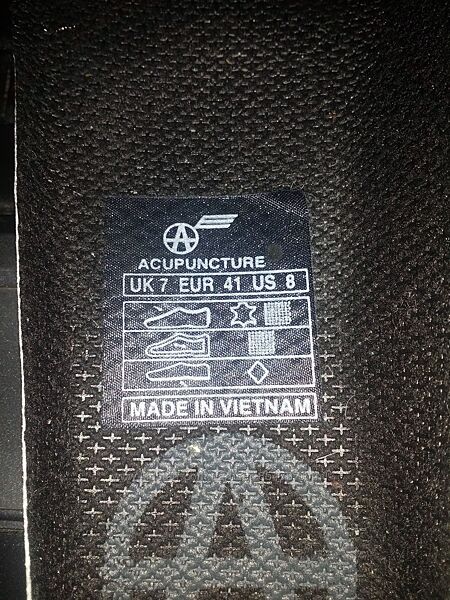 ACUPUNCTURE
UK 7 EUR 41 US 8
MADE IN VIETNAM